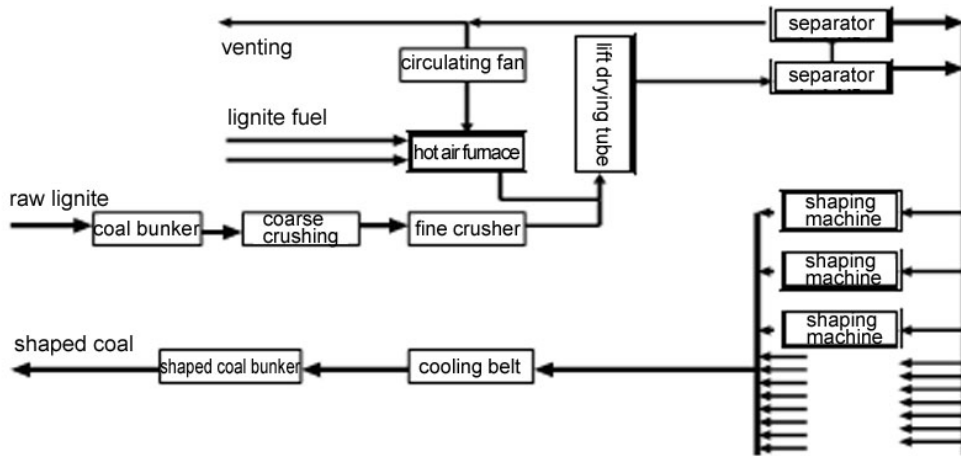 separator
venting
circulating fan
separator
lift drying tube
lignite fuel
hot air furnace
raw lignite
shaping
machine
coal bunker
coarse
crushing
fine crusher
shaping
machine
shaping
machine
shaped coal
shaped coal bunker
cooling belt